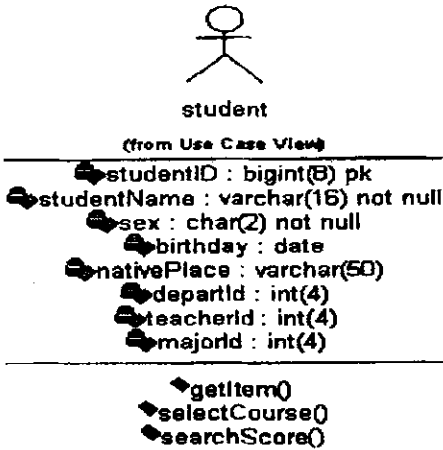 student
(from Use Case View)
studentID : bigint(8) pk
studentName : varchar(16) not null
sex : char(2) not null
birthday : date
nativePlace : varchar(50)
departId : int(4)
teacherId : int(4)
majorId : int(4)
getItem()
selectCourse()
searchScore()